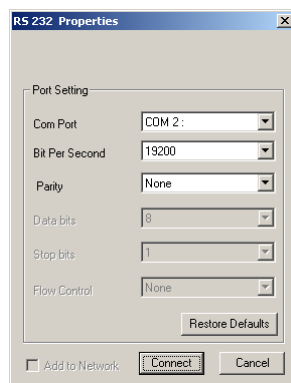 RS 232 Properties
Port Setting
Com Port COM 2 :
Bit Per Second 19200
Parity None
Data bits 8
Stop bits 1
Flow Control None
Restore Defaults
Add to Network Connect Cancel